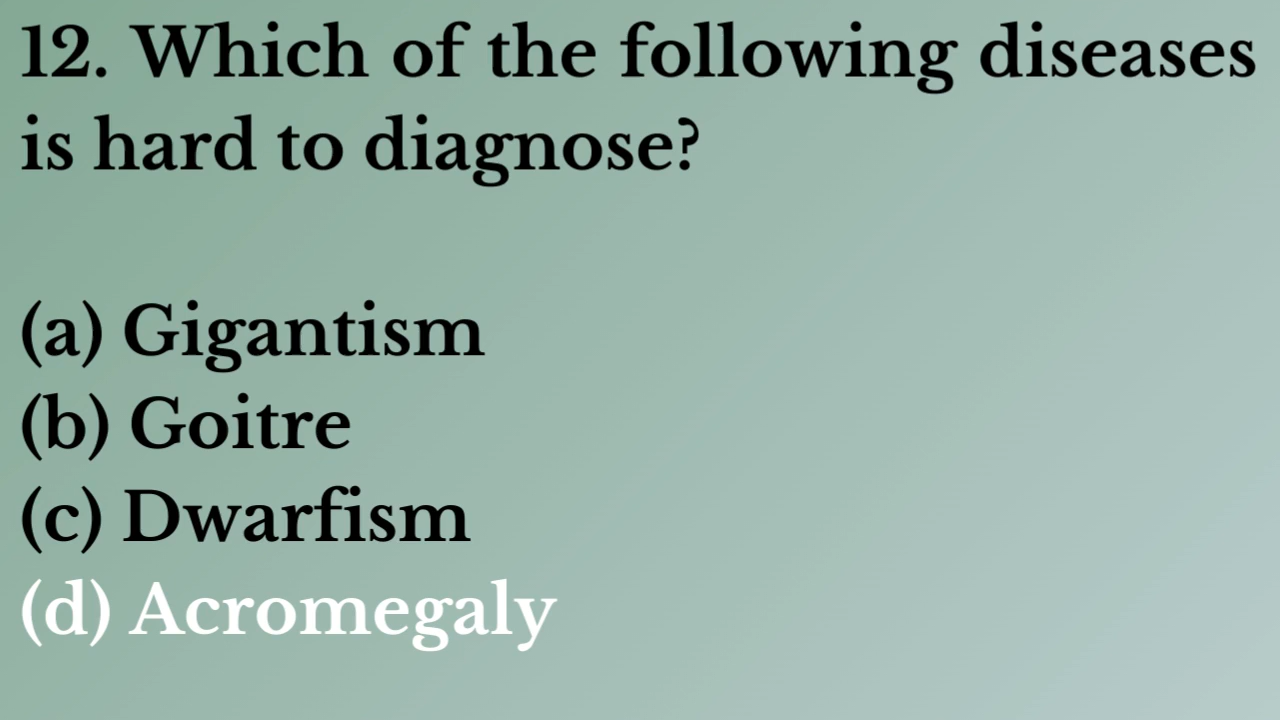 12. Which of the following diseases
is hard to diagnose?
(a) Gigantism
(b) Goitre
(c) Dwarfism
(d) Acromegaly